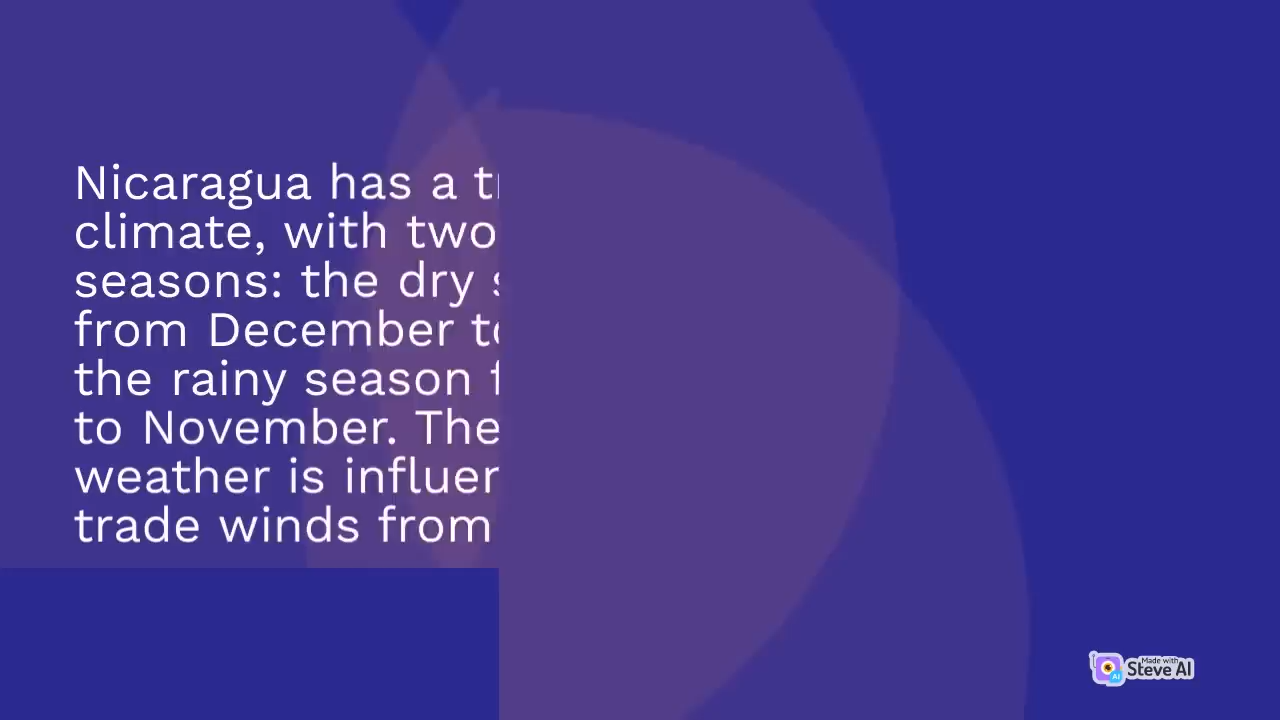 Nicaragua has a
climate, with two
seasons: the dry
from December
the rainy season
to November. The
weather is
trade winds from
Made with
Steve AI
AI